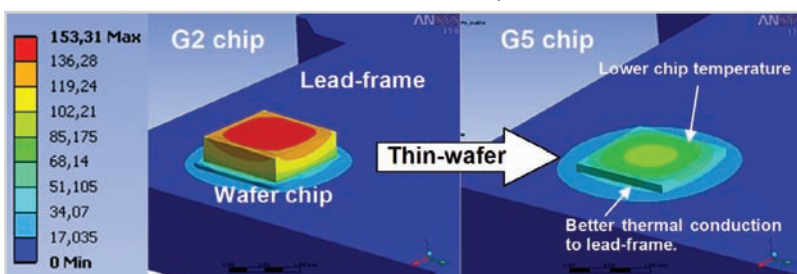 153,31 Max
136,28
119,24
102,21
85,175
68,14
51,105
34,07
17,035
0 Min
G2 chip
Lead-frame
Wafer chip
Thin-wafer
G5 chip
Lower chip temperature
Better thermal conduction
to lead-frame.